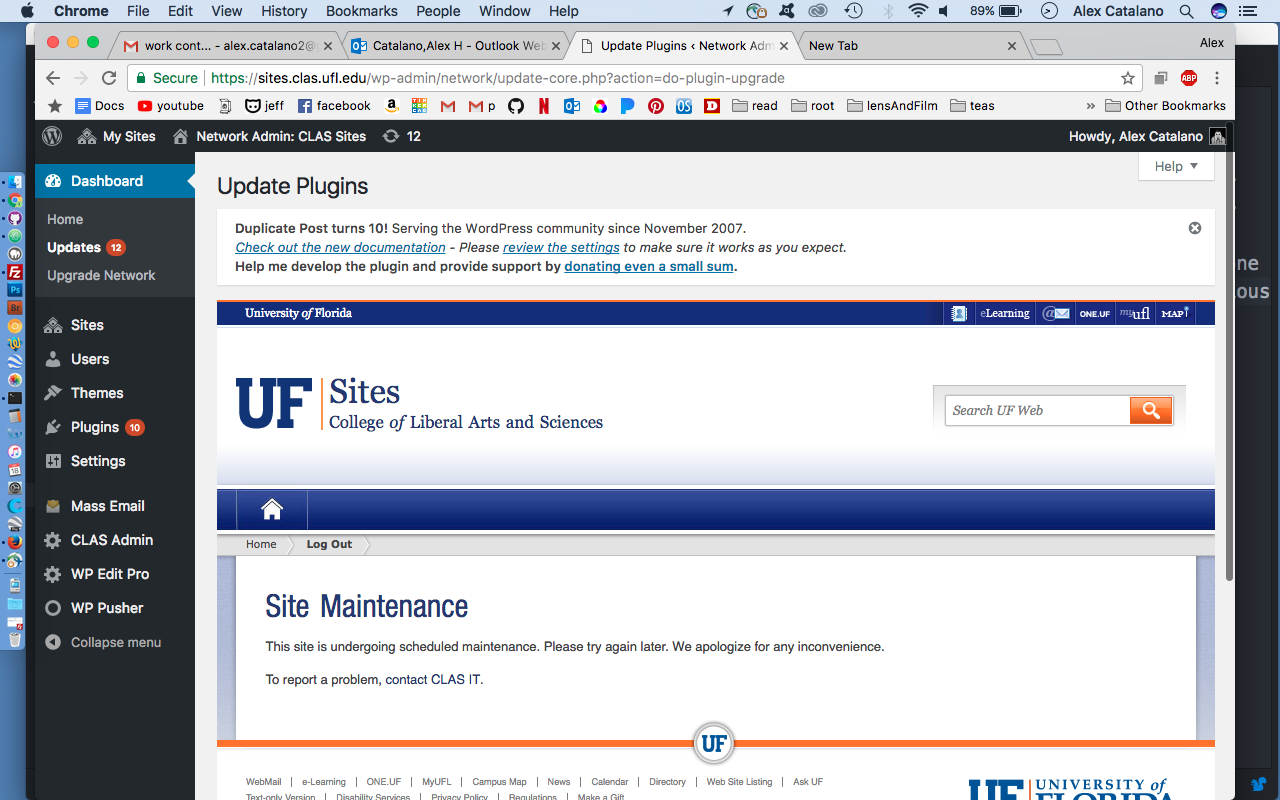 Chrome File Edit View History Bookmarks People Window Help 89% Alex Catalano
work cont... - alex.catalano2@ Catalano,Alex H - Outlook Web Update Plugins ‹ Network Adm New Tab Alex
Secure https://sites.clas.ufl.edu/wp-admin/network/update-core.php?action=do-plugin-upgrade ABP
Docs youtube jeff facebook p read root lensAndFilm teas » Other Bookmarks
My Sites Network Admin: CLAS Sites 12 Howdy, Alex Catalano
Help
Dashboard
Home
Updates 12
Upgrade Network
Sites
Users
Themes
Plugins 10
Settings
Mass Email
CLAS Admin
WP Edit Pro
WP Pusher
Collapse menu
Update Plugins
Duplicate Post turns 10! Serving the WordPress community since November 2007.
Check out the new documentation - Please review the settings to make sure it works as you expect.
Help me develop the plugin and provide support by donating even a small sum.
University of Florida eLearning ONE.UF myufl MAP
UF Sites
College of Liberal Arts and Sciences
Search UF Web
Home Log Out
Site Maintenance
This site is undergoing scheduled maintenance. Please try again later. We apologize for any inconvenience.
To report a problem, contact CLAS IT.
UF
WebMail | e-Learning | ONE.UF | MyUFL | Campus Map | News | Calendar | Directory | Web Site Listing | Ask UF
Text-only Version | Disability Services | Privacy Policy | Regulations | Make a Gift
UF UNIVERSITY of
FLORIDA
ne
ous